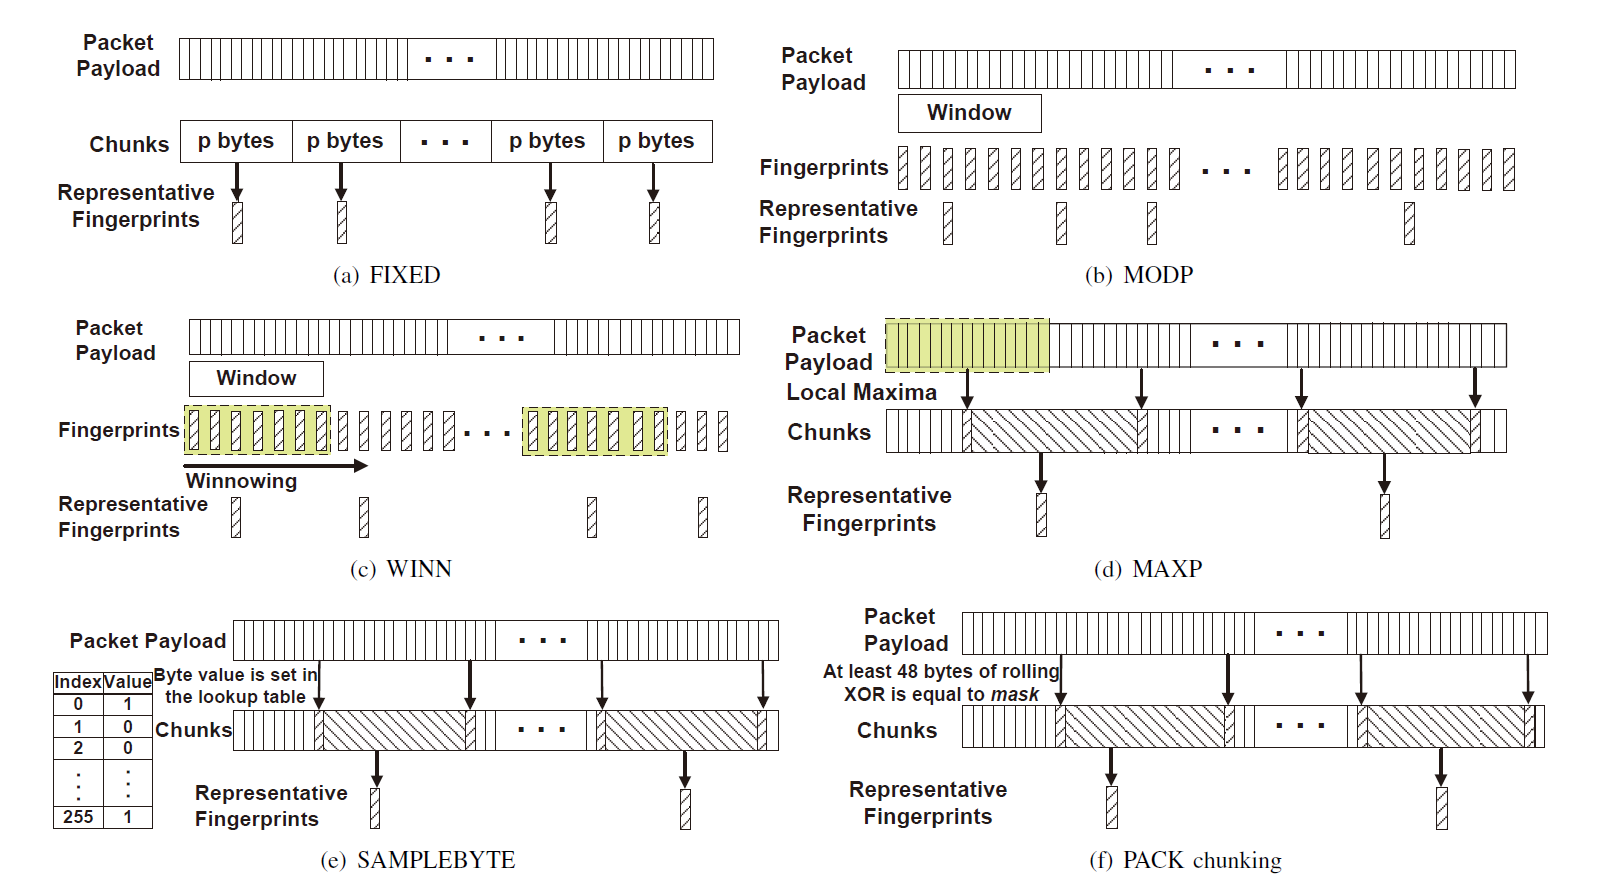 Packet
Payload
. . .
Chunks
p bytes
p bytes
. . .
p bytes
p bytes
Representative
Fingerprints
(a) FIXED
Packet
Payload
. . .
Window
Fingerprints
. . .
Representative
Fingerprints
(b) MODP
Packet
Payload
. . .
Window
Fingerprints
. . .
Winnowing
Representative
Fingerprints
(c) WINN
Packet
Payload
. . .
Local Maxima
Chunks
. . .
Representative
Fingerprints
(d) MAXP
Packet Payload
. . .
Byte value is set in
the lookup table
Index Value
0 1
1 0
2 0
. .
. .
. .
255 1
Chunks
. . .
Representative
Fingerprints
(e) SAMPLEBYTE
Packet
Payload
. . .
At least 48 bytes of rolling
XOR is equal to mask
Chunks
. . .
Representative
Fingerprints
(f) PACK chunking